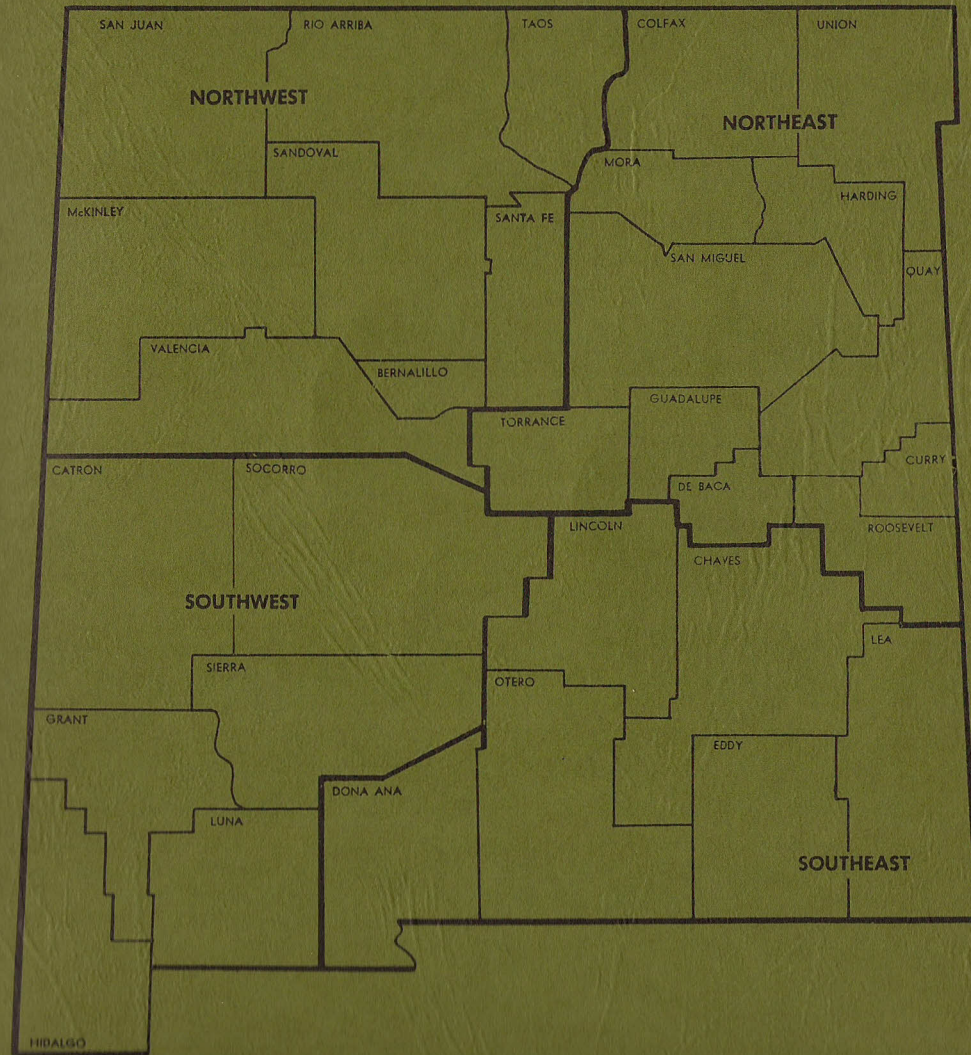 SAN JUAN
RIO ARRIBA
TAOS
COLFAX
UNION
NORTHWEST
NORTHEAST
SANDOVAL
MORA
HARDING
McKINLEY
SANTA FE
SAN MIGUEL
QUAY
VALENCIA
BERNALILLO
GUADALUPE
TORRANCE
CATRON
SOCORRO
CURRY
DE BACA
LINCOLN
ROOSEVELT
CHAVES
SOUTHWEST
LEA
SIERRA
OTERO
GRANT
EDDY
DONA ANA
LUNA
SOUTHEAST
HIDALGO